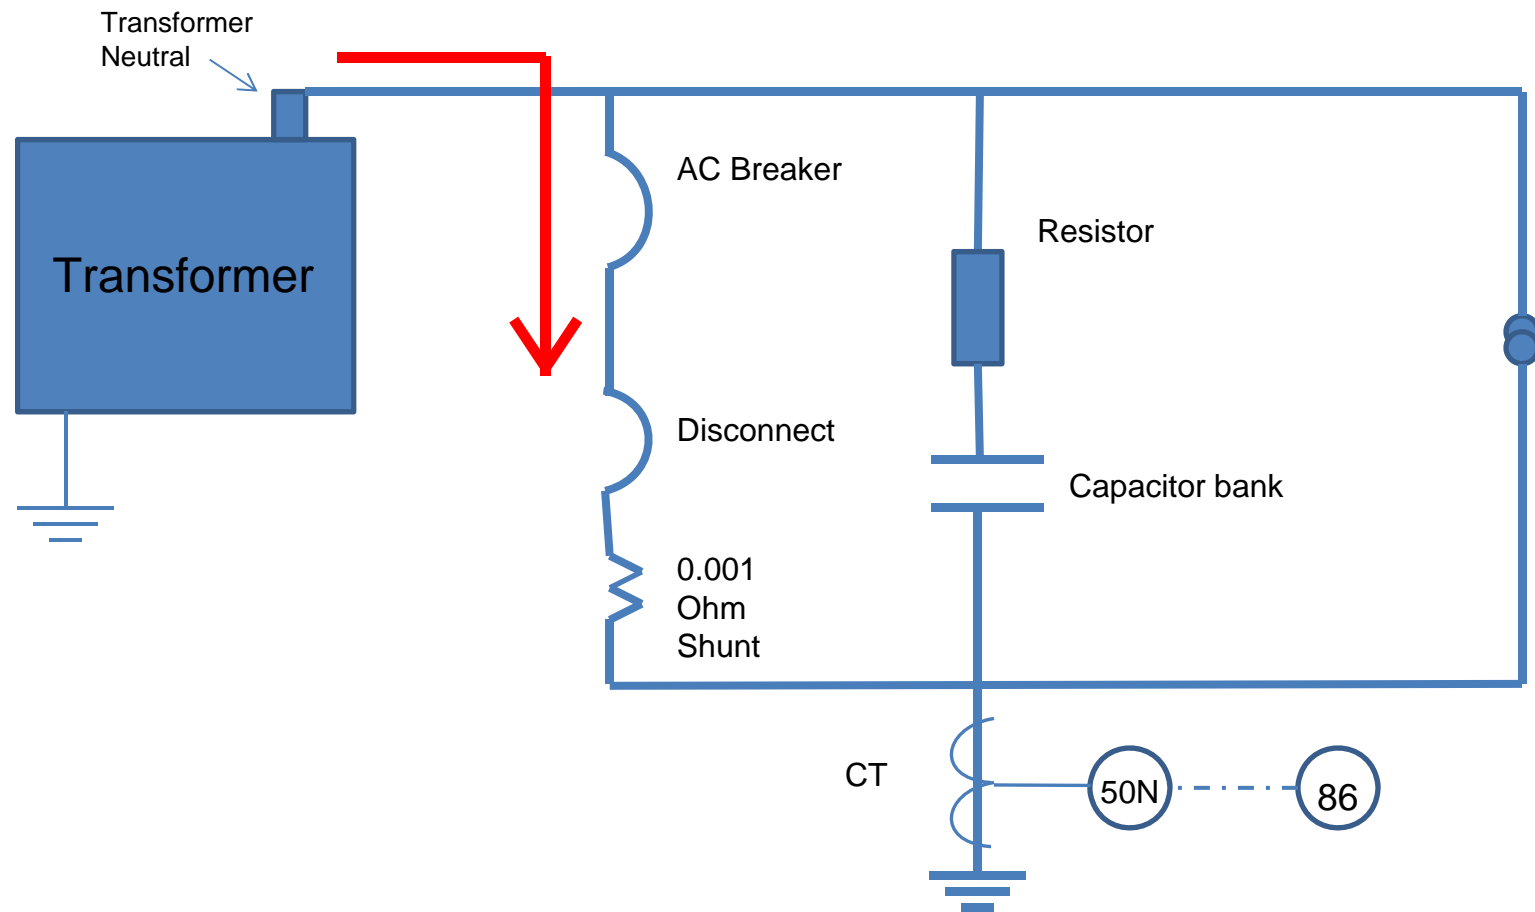 Transformer
Neutral
AC Breaker
Resistor
Transformer
Disconnect
Capacitor bank
0.001
Ohm
Shunt
CT
50N
86